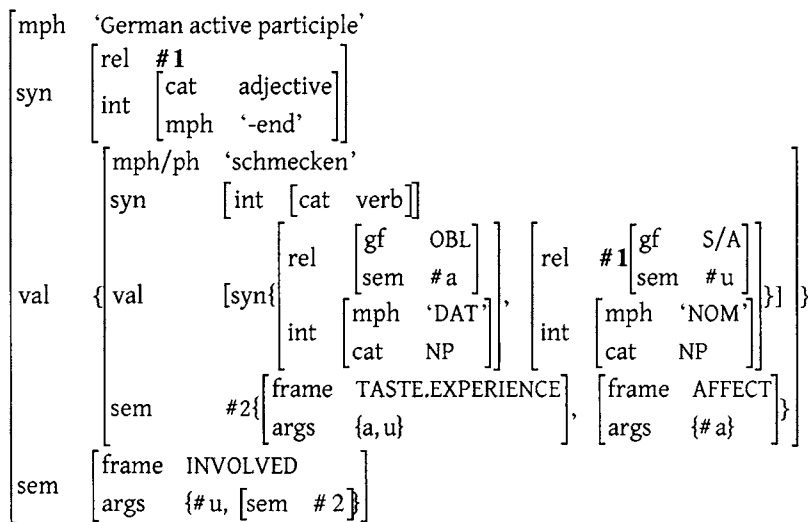 mph 'German active participle'
rel #1
syn
int
cat adjective
mph '-end'
mph/ph 'schmecken'
syn [int [cat verb]]
val { val [syn{
rel
gf OBL
sem #a
int
mph 'DAT'
cat NP
,
rel #1
gf S/A
sem #u
int
mph 'NOM'
cat NP
}] }
sem #2{
frame TASTE.EXPERIENCE
args {a, u}
,
frame AFFECT
args {#a}
}
sem
frame INVOLVED
args {#u, [sem #2]}